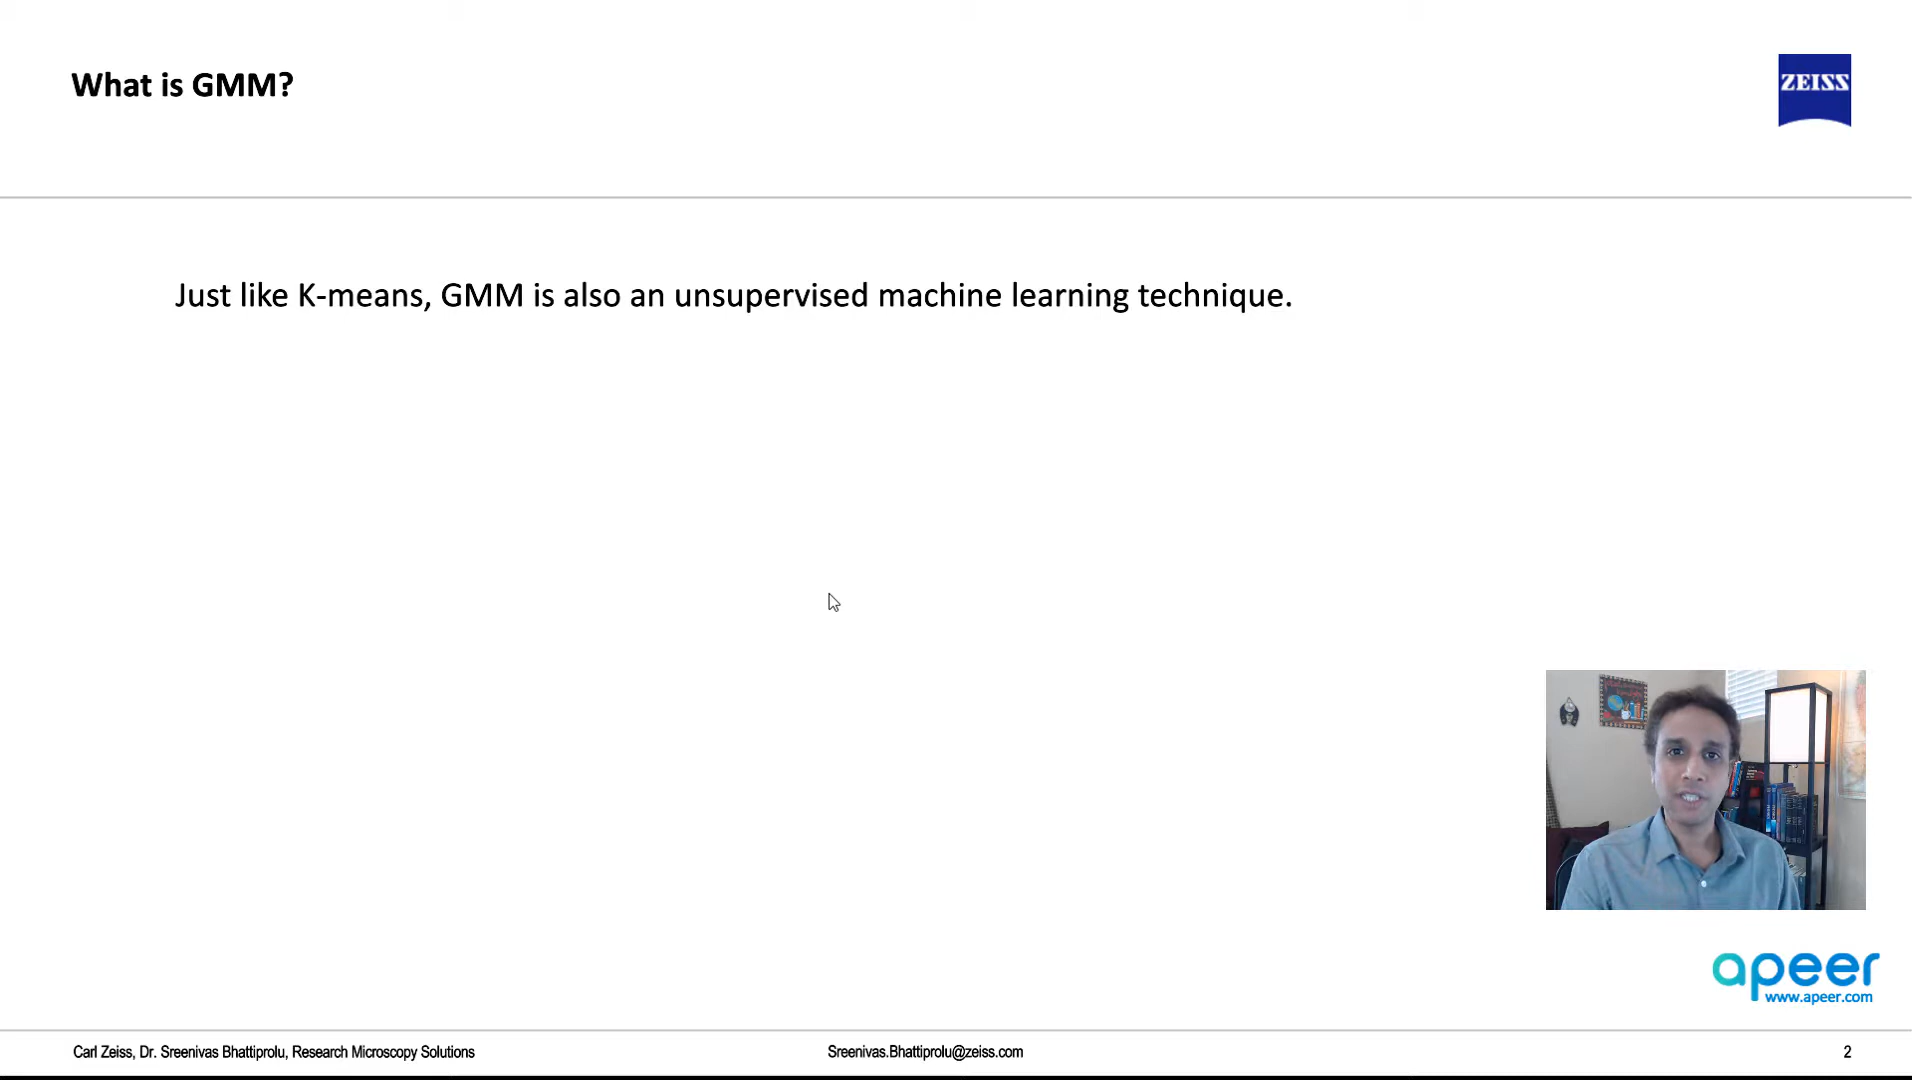 What is GMM?
ZEISS
Just like K-means, GMM is also an unsupervised machine learning technique.
apeer
www.apeer.com
Carl Zeiss, Dr. Sreenivas Bhattiprolu, Research Microscopy Solutions
Sreenivas.Bhattiprolu@zeiss.com
2